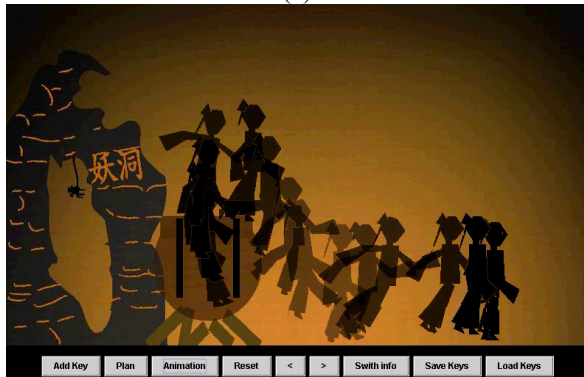 妖洞
Add Key Plan Animation Reset < > Swith info Save Keys Load Keys